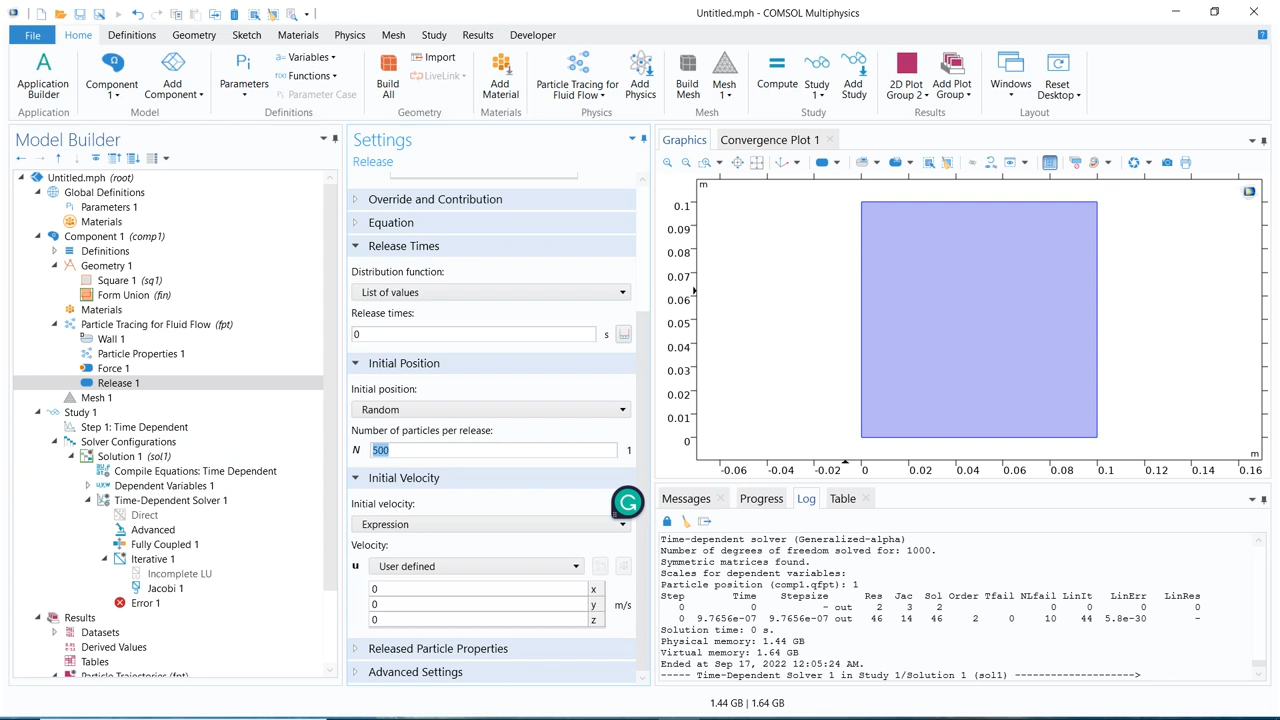 Untitled.mph - COMSOL Multiphysics
File Home Definitions Geometry Sketch Materials Physics Mesh Study Results Developer
Application Builder
Component 1
Add Component
Parameters
a= Variables
f(x)= Functions
Pi Parameter Case
Build All
Import
LiveLink
Add Material
Particle Tracing for Fluid Flow
Add Physics
Build Mesh
Mesh 1
Compute
Study 1
Add Study
2D Plot Group 2
Add Plot Group
Windows
Reset Desktop
Application Model Definitions Geometry Materials Physics Mesh Study Results Layout
Model Builder
Untitled.mph (root)
Global Definitions
Parameters 1
Materials
Component 1 (comp1)
Definitions
Geometry 1
Square 1 (sq1)
Form Union (fin)
Materials
Particle Tracing for Fluid Flow (fpt)
Wall 1
Particle Properties 1
Force 1
Release 1
Mesh 1
Study 1
Step 1: Time Dependent
Solver Configurations
Solution 1 (sol1)
Compile Equations: Time Dependent
Dependent Variables 1
Time-Dependent Solver 1
Direct
Advanced
Fully Coupled 1
Iterative 1
Incomplete LU
Jacobi 1
Error 1
Results
Datasets
Derived Values
Tables
Particle Trajectories (fpt)
Settings
Release
Override and Contribution
Equation
Release Times
Distribution function:
List of values
Release times:
0 s
Initial Position
Initial position:
Random
Number of particles per release:
N 500 1
Initial Velocity
Initial velocity:
Expression
Velocity:
u User defined
0 x
0 y m/s
0 z
Released Particle Properties
Advanced Settings
Graphics Convergence Plot 1
m
0.1
0.09
0.08
0.07
0.06
0.05
0.04
0.03
0.02
0.01
0
m
-0.06 -0.04 -0.02 0 0.02 0.04 0.06 0.08 0.1 0.12 0.14 0.16
Messages Progress Log Table
Time-dependent solver (Generalized-alpha)
Number of degrees of freedom solved for: 1000.
Symmetric matrices found.
Scales for dependent variables:
Particle position (comp1.qfpt): 1
Step Time Stepsize Res Jac Sol Order Tfail NLfail LinIt LinErr LinRes
0 0 - out 2 3 2 0 0 0
0 9.7656e-07 9.7656e-07 out 46 14 46 2 0 10 44 5.8e-30 -
Solution time: 0 s.
Physical memory: 1.44 GB
Virtual memory: 1.64 GB
Ended at Sep 17, 2022 12:05:24 AM.
----- Time-Dependent Solver 1 in Study 1/Solution 1 (sol1) ------------------->
1.44 GB | 1.64 GB